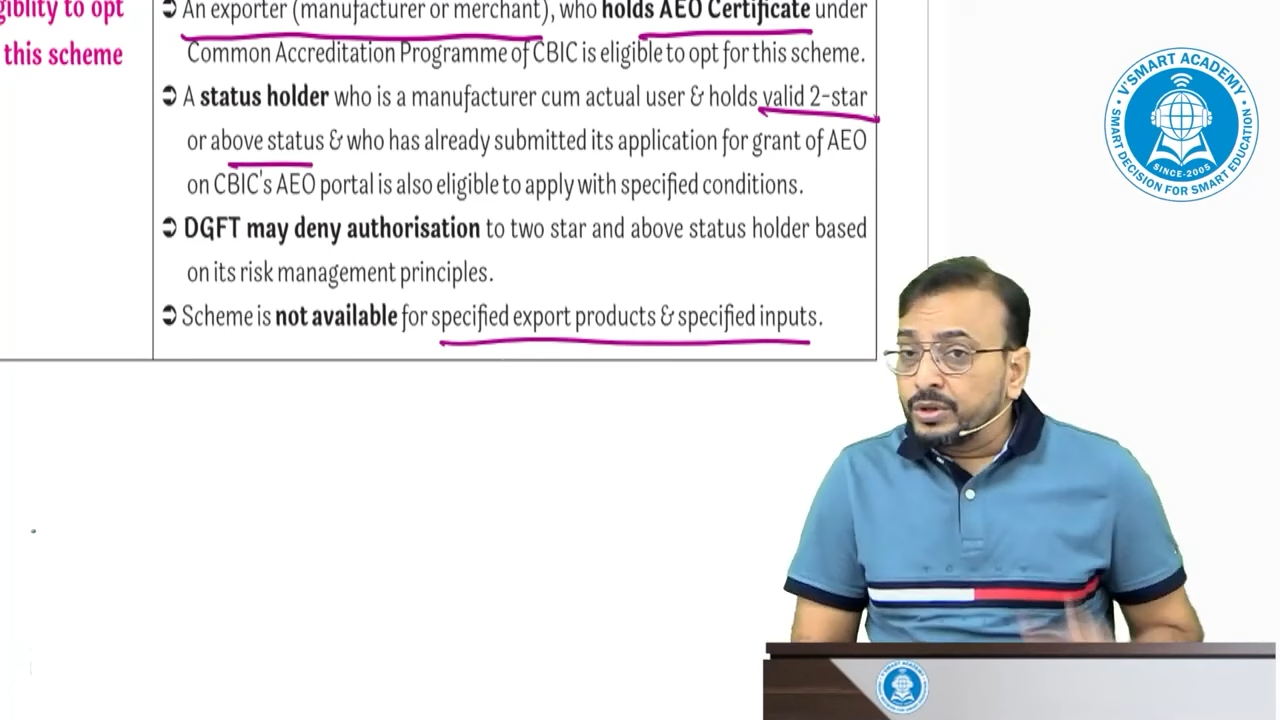 giblity to opt
this scheme
➲ An exporter (manufacturer or merchant), who holds AEO Certificate under
Common Accreditation Programme of CBIC is eligible to opt for this scheme.
➲ A status holder who is a manufacturer cum actual user & holds valid 2-star
or above status & who has already submitted its application for grant of AEO
on CBIC's AEO portal is also eligible to apply with specified conditions.
➲ DGFT may deny authorisation to two star and above status holder based
on its risk management principles.
➲ Scheme is not available for specified export products & specified inputs.
V'SMART ACADEMY
SINCE-2005
SMART DECISION FOR SMART EDUCATION